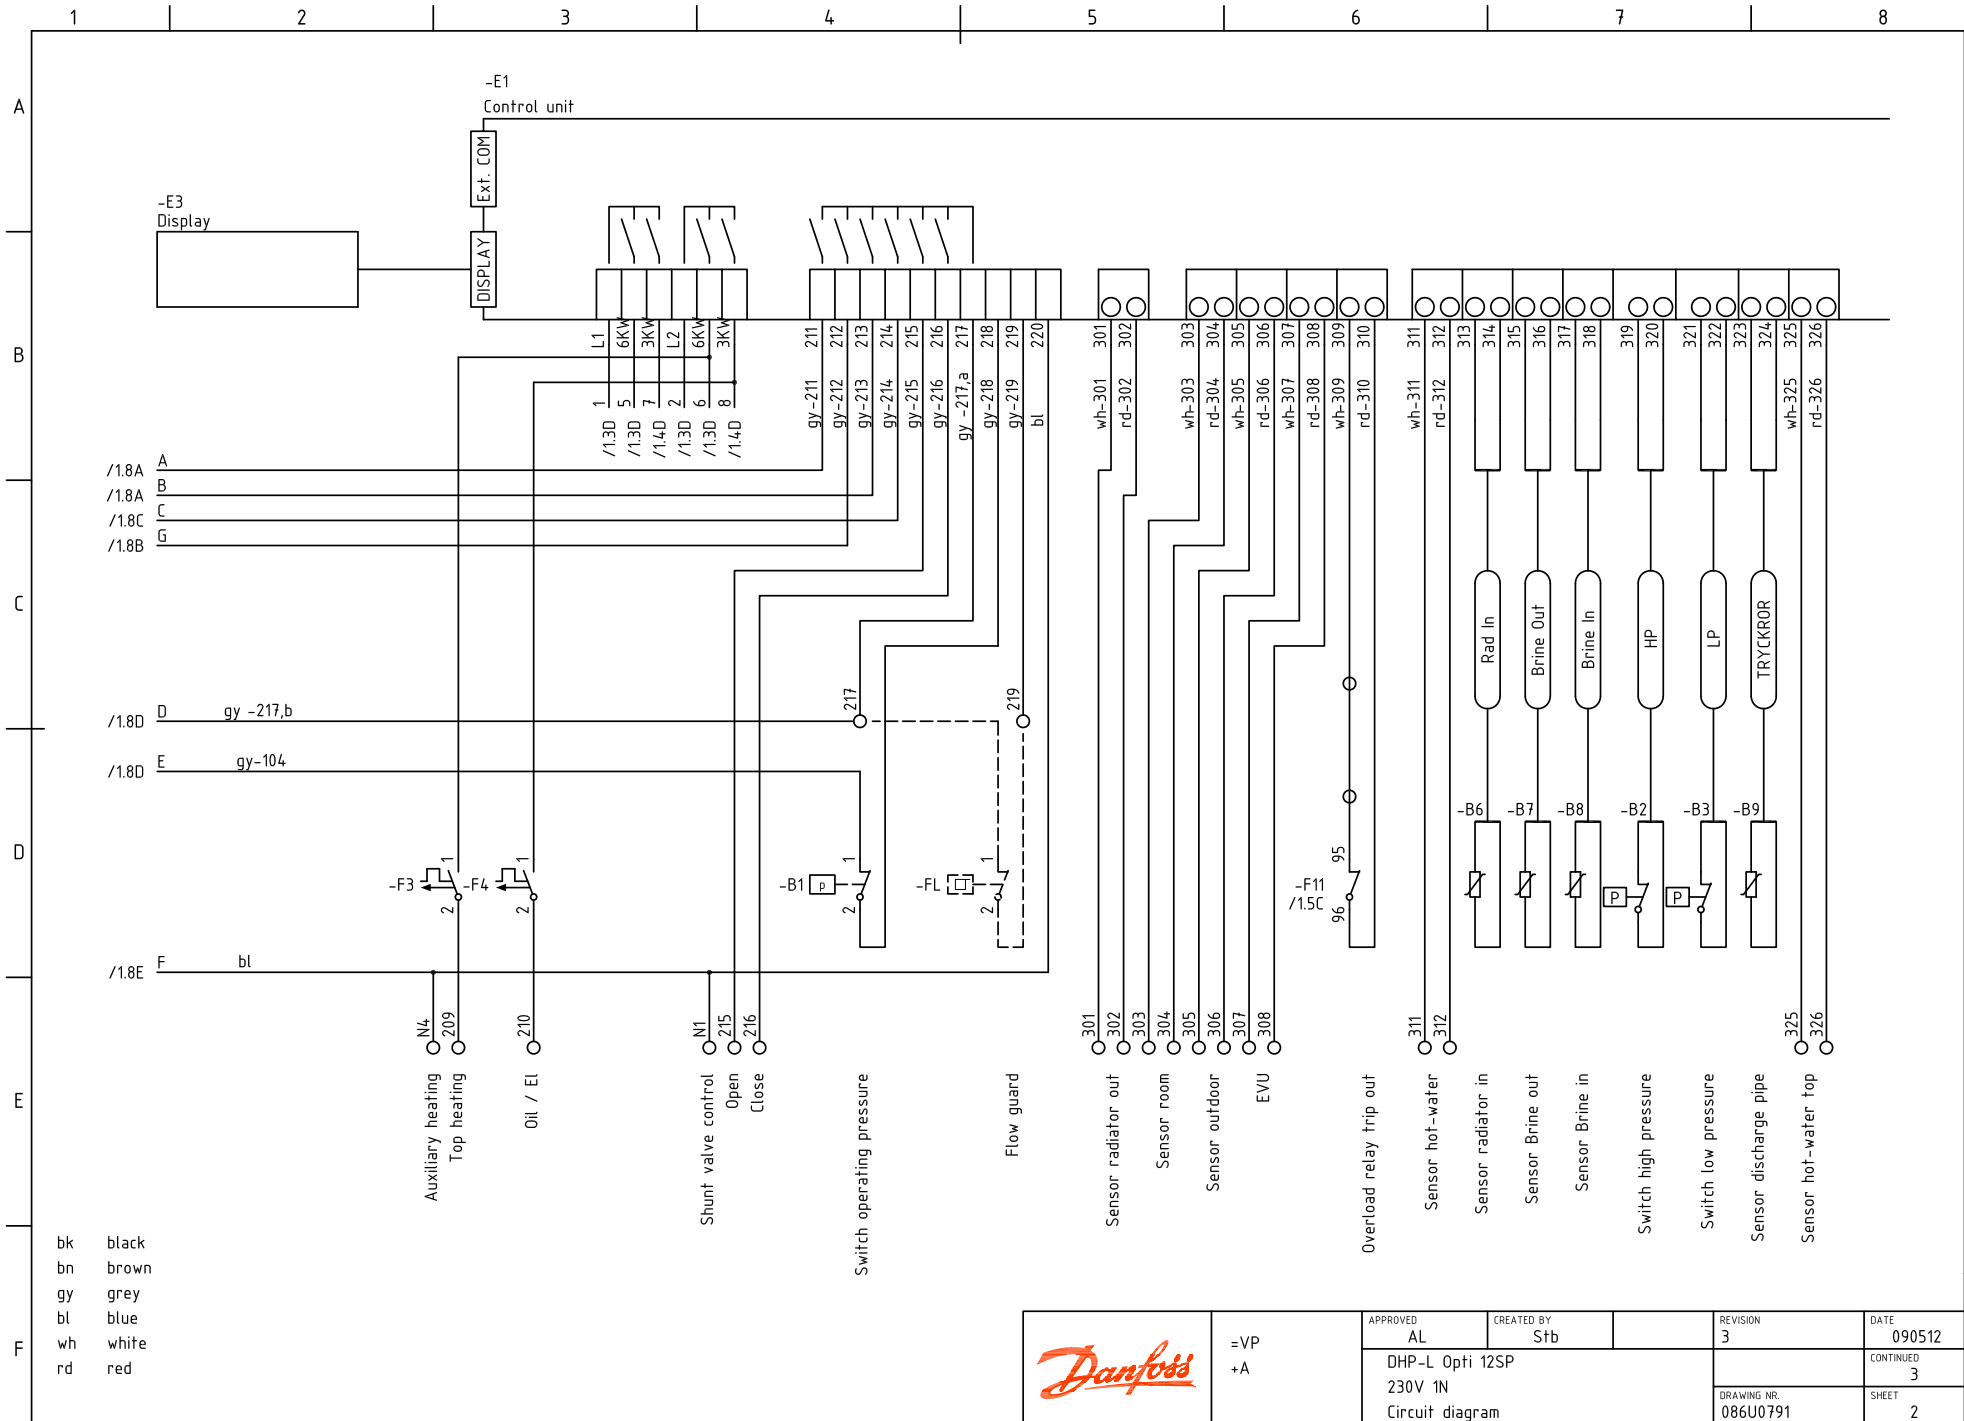 1 2 3 4 5 6 7 8
A
B
C
D
E
F
-E1
Control unit
Ext. COM
DISPLAY
-E3
Display
L1 6KW 3KW L2 6KW 3KW
1 5 7 2 6 8
/1.3D /1.3D /1.4D /1.3D /1.3D /1.4D
211 212 213 214 215 216 217 218 219 220
gy-211 gy-212 gy-213 gy-214 gy-215 gy-216 gy -217,a gy-218 gy-219 bl
301 302 303 304 305 306 307 308 309 310
wh-301 rd-302 wh-303 rd-304 wh-305 rd-306 wh-307 rd-308 wh-309 rd-310
311 312 313 314 315 316 317 318 319 320 321 322 323 324 325 326
wh-311 rd-312 wh-325 rd-326
/1.8A A
/1.8A B
/1.8C C
/1.8B G
Rad In
Brine Out
Brine In
HP
LP
TRYCKROR
217 219
/1.8D D gy -217,b
/1.8D E gy-104
-B6 -B7 -B8 -B2 -B3 -B9
-F3 1 2
-F4 1 2
-B1 p 1 2
-FL 1 2
-F11
/1.5C
95 96
P P
/1.8E F bl
N4 209 210 N1 215 216
301 302 303 304 305 306 307 308
311 312 325 326
Auxiliary heating
Top heating
Oil / El
Shunt valve control
Open
Close
Switch operating pressure
Flow guard
Sensor radiator out
Sensor room
Sensor outdoor
EVU
Overload relay trip out
Sensor hot-water
Sensor radiator in
Sensor Brine out
Sensor Brine in
Switch high pressure
Switch low pressure
Sensor discharge pipe
Sensor hot-water top
bk black
bn brown
gy grey
bl blue
wh white
rd red
Danfoss
=VP
+A
APPROVED
AL
CREATED BY
Stb
REVISION
3
DATE
090512
DHP-L Opti 12SP
230V 1N
Circuit diagram
CONTINUED
3
DRAWING NR.
086U0791
SHEET
2